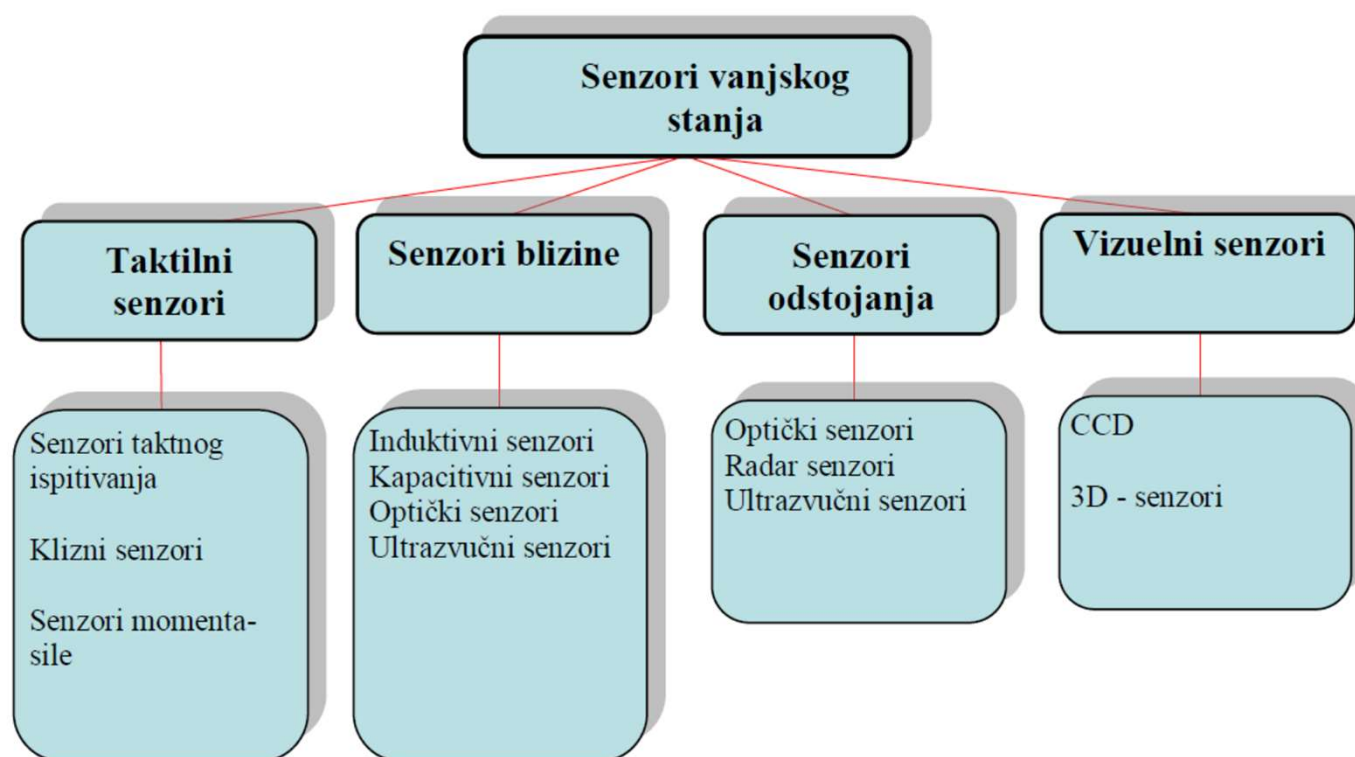 Senzori vanjskog
stanja
Taktilni
senzori
Senzori blizine
Senzori
odstojanja
Vizuelni senzori
Senzori taktnog
ispitivanja
Klizni senzori
Senzori momenta-
sile
Induktivni senzori
Kapacitivni senzori
Optički senzori
Ultrazvučni senzori
Optički senzori
Radar senzori
Ultrazvučni senzori
CCD
3D - senzori